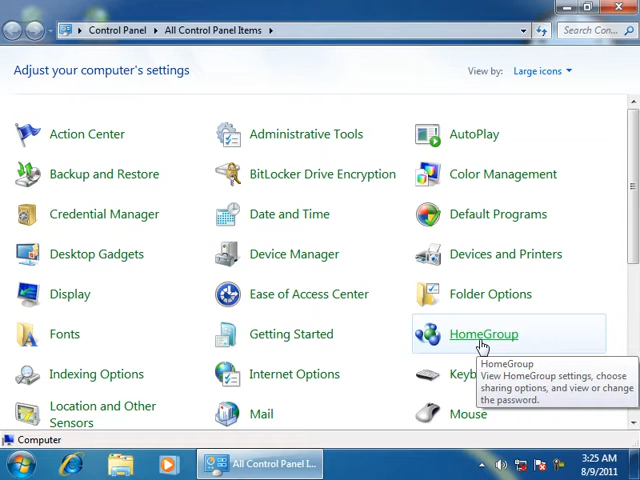 Control Panel
All Control Panel Items
Search Con...
Adjust your computer's settings
View by:
Large icons
Action Center
Administrative Tools
AutoPlay
Backup and Restore
BitLocker Drive Encryption
Color Management
Credential Manager
Date and Time
Default Programs
Desktop Gadgets
Device Manager
Devices and Printers
Display
Ease of Access Center
Folder Options
Fonts
Getting Started
HomeGroup
HomeGroup
View HomeGroup settings, choose
sharing options, and view or change
the password.
Indexing Options
Internet Options
Keyb
Location and Other
Sensors
Mail
Mouse
Computer
All Control Panel I...
3:25 AM
8/9/2011